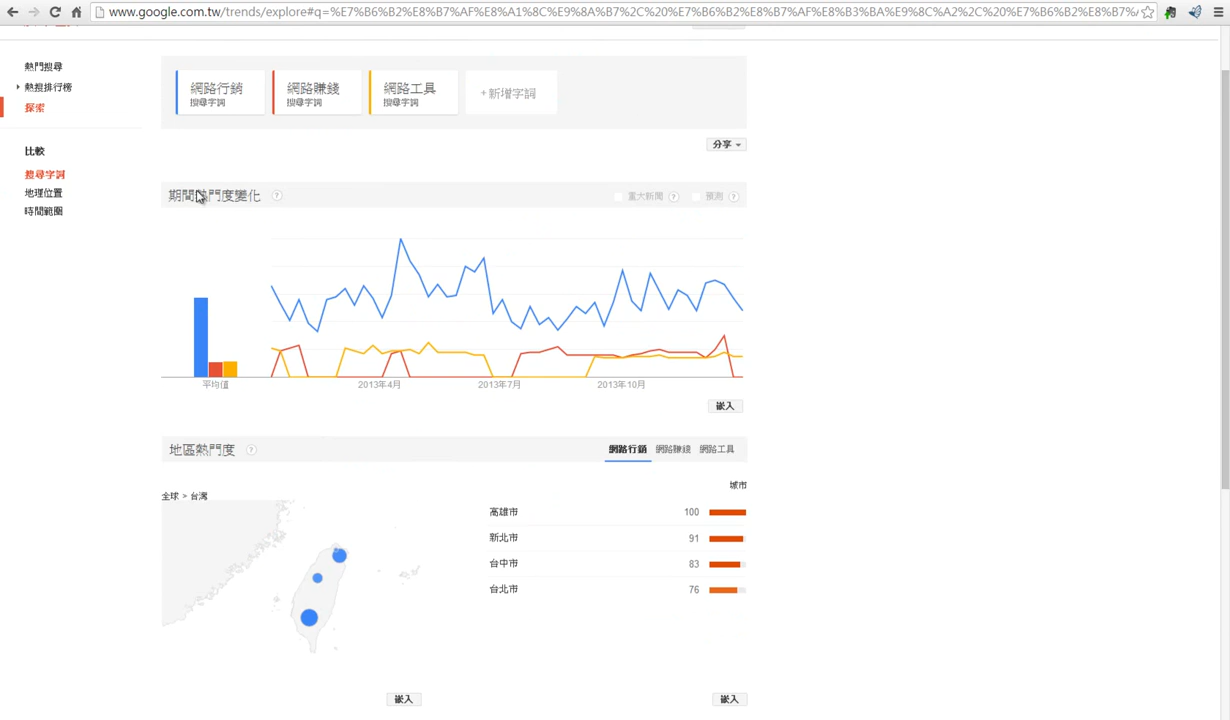 www.google.com.tw/trends/explore#q=%E7%B6%B2%E8%B7%AF%E8%A1%8C%E9%8A%B7%2C%20%E7%B6%B2%E8%B7%AF%E8%B3%BA%E9%8C%A2%2C%20%E7%B6%B2%E8%B7%AF%E5%B7%
熱門搜尋
熱搜排行榜
探索
比較
搜尋字詞
地理位置
時間範圍
網路行銷 網路賺錢 網路工具 +新增字詞
搜尋字詞 搜尋字詞 搜尋字詞
分享
期間熱門度變化 ? 重大新聞 ? 預測 ?
平均值 2013年4月 2013年7月 2013年10月
嵌入
地區熱門度 ? 網路行銷 網路賺錢 網路工具
城市
全球 > 台灣
高雄市 100
新北市 91
台中市 83
台北市 76
嵌入 嵌入